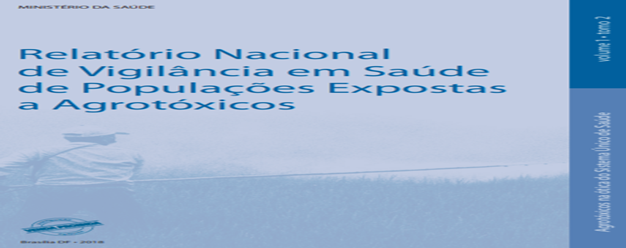 MINISTÉRIO DA SAÚDE
Relatório Nacional
de Vigilância em Saúde
de Populações Expostas
a Agrotóxicos
Brasília DF - 2018
volume 1 • tomo 2
Agrotóxicos na ótica do Sistema Único de Saúde